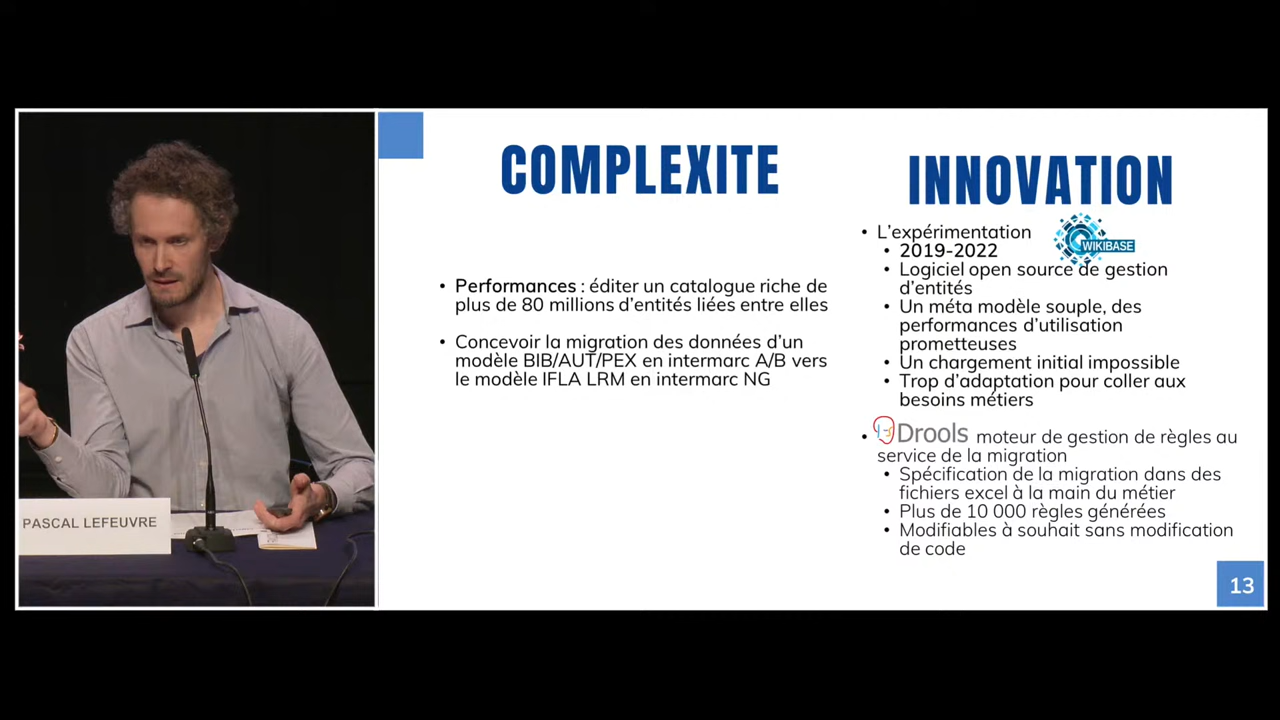 PASCAL LEFEUVRE
COMPLEXITE
• Performances : éditer un catalogue riche de
plus de 80 millions d’entités liées entre elles
• Concevoir la migration des données d’un
modèle BIB/AUT/PEX en intermarc A/B vers
le modèle IFLA LRM en intermarc NG
INNOVATION
• L’expérimentation
WIKIBASE
• 2019-2022
• Logiciel open source de gestion
d’entités
• Un méta modèle souple, des
performances d’utilisation
prometteuses
• Un chargement initial impossible
• Trop d’adaptation pour coller aux
besoins métiers
• Drools moteur de gestion de règles au
service de la migration
• Spécification de la migration dans des
fichiers excel à la main du métier
• Plus de 10 000 règles générées
• Modifiables à souhait sans modification
de code
13